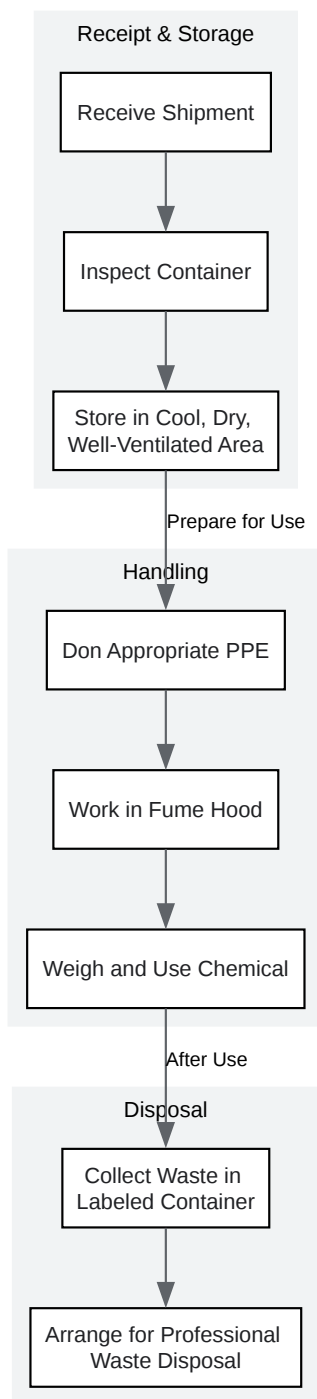 Receipt & Storage
Receive Shipment
Inspect Container
Store in Cool, Dry,
Well-Ventilated Area
Prepare for Use
Handling
Don Appropriate PPE
Work in Fume Hood
Weigh and Use Chemical
After Use
Disposal
Collect Waste in
Labeled Container
Arrange for Professional
Waste Disposal